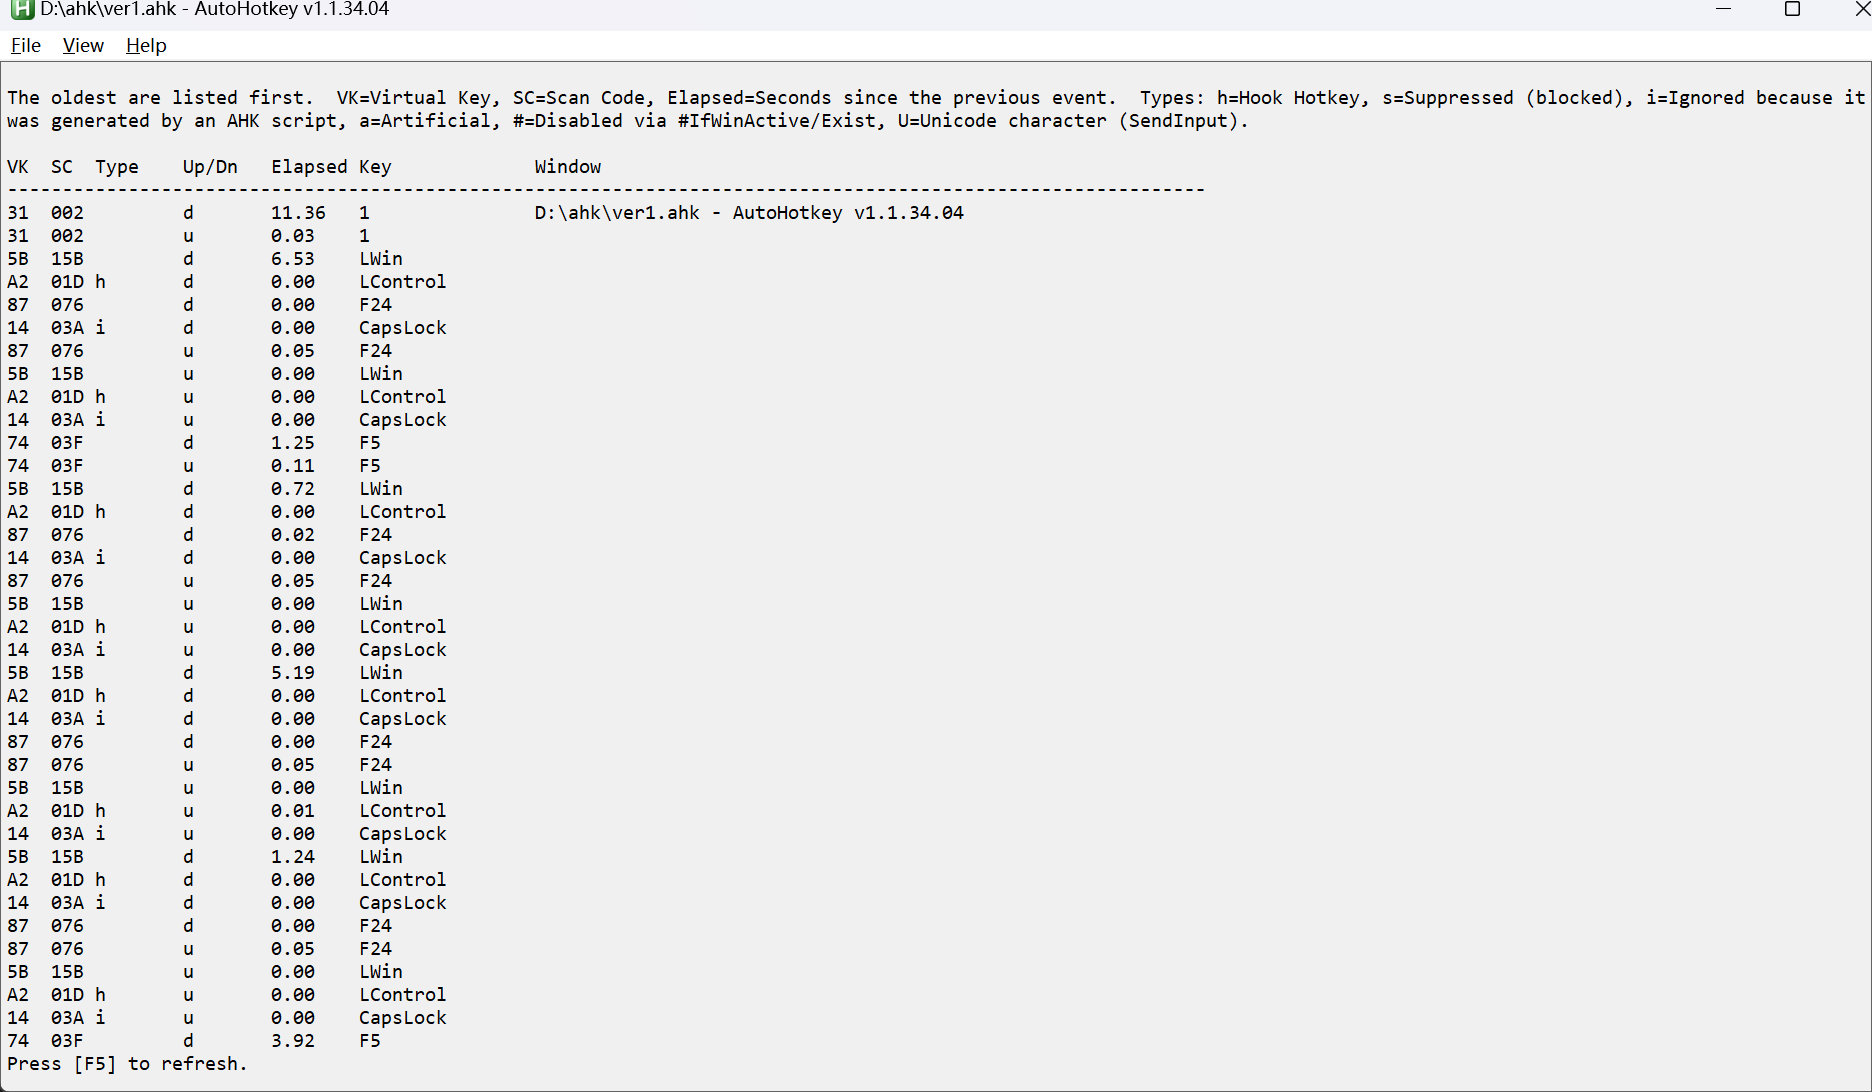 D:\ahk\ver1.ahk - AutoHotkey v1.1.34.04
File View Help
The oldest are listed first.  VK=Virtual Key, SC=Scan Code, Elapsed=Seconds since the previous event.  Types: h=Hook Hotkey, s=Suppressed (blocked), i=Ignored because it
was generated by an AHK script, a=Artificial, #=Disabled via #IfWinActive/Exist, U=Unicode character (SendInput).
VK  SC  Type    Up/Dn   Elapsed Key             Window
-------------------------------------------------------------------------------------------------------------
31  002         d       11.36   1               D:\ahk\ver1.ahk - AutoHotkey v1.1.34.04
31  002         u       0.03    1
5B  15B         d       6.53    LWin
A2  01D h       d       0.00    LControl
87  076         d       0.00    F24
14  03A i       d       0.00    CapsLock
87  076         u       0.05    F24
5B  15B         u       0.00    LWin
A2  01D h       u       0.00    LControl
14  03A i       u       0.00    CapsLock
74  03F         d       1.25    F5
74  03F         u       0.11    F5
5B  15B         d       0.72    LWin
A2  01D h       d       0.00    LControl
87  076         d       0.02    F24
14  03A i       d       0.00    CapsLock
87  076         u       0.05    F24
5B  15B         u       0.00    LWin
A2  01D h       u       0.00    LControl
14  03A i       u       0.00    CapsLock
5B  15B         d       5.19    LWin
A2  01D h       d       0.00    LControl
14  03A i       d       0.00    CapsLock
87  076         d       0.00    F24
87  076         u       0.05    F24
5B  15B         u       0.00    LWin
A2  01D h       u       0.01    LControl
14  03A i       u       0.00    CapsLock
5B  15B         d       1.24    LWin
A2  01D h       d       0.00    LControl
14  03A i       d       0.00    CapsLock
87  076         d       0.00    F24
87  076         u       0.05    F24
5B  15B         u       0.00    LWin
A2  01D h       u       0.00    LControl
14  03A i       u       0.00    CapsLock
74  03F         d       3.92    F5
Press [F5] to refresh.